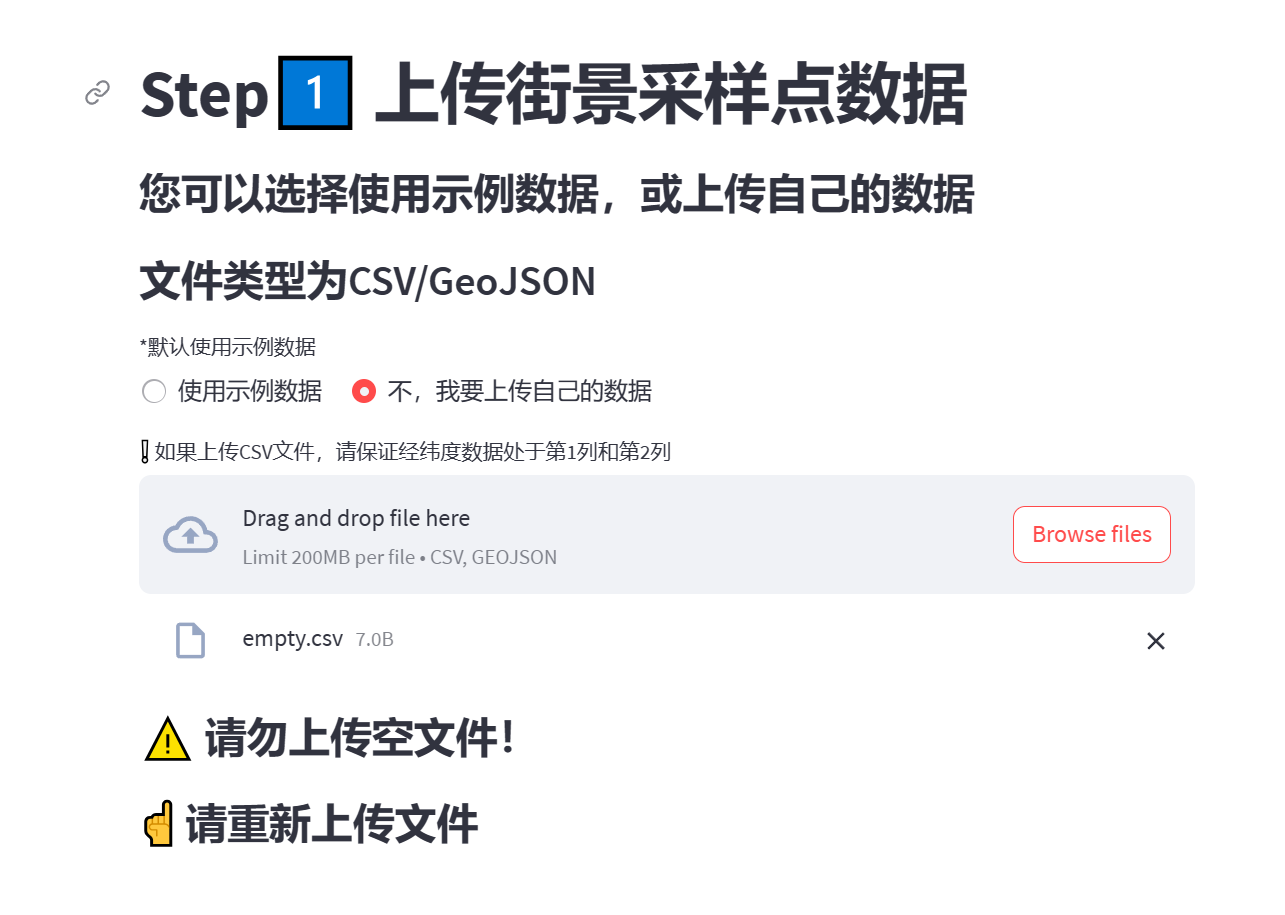 Step1️⃣ 上传街景采样点数据
您可以选择使用示例数据，或上传自己的数据
文件类型为CSV/GeoJSON
*默认使用示例数据
使用示例数据 不，我要上传自己的数据
❕如果上传CSV文件，请保证经纬度数据处于第1列和第2列
Drag and drop file here
Limit 200MB per file • CSV, GEOJSON
Browse files
empty.csv 7.0B
⚠️ 请勿上传空文件！
☝️请重新上传文件